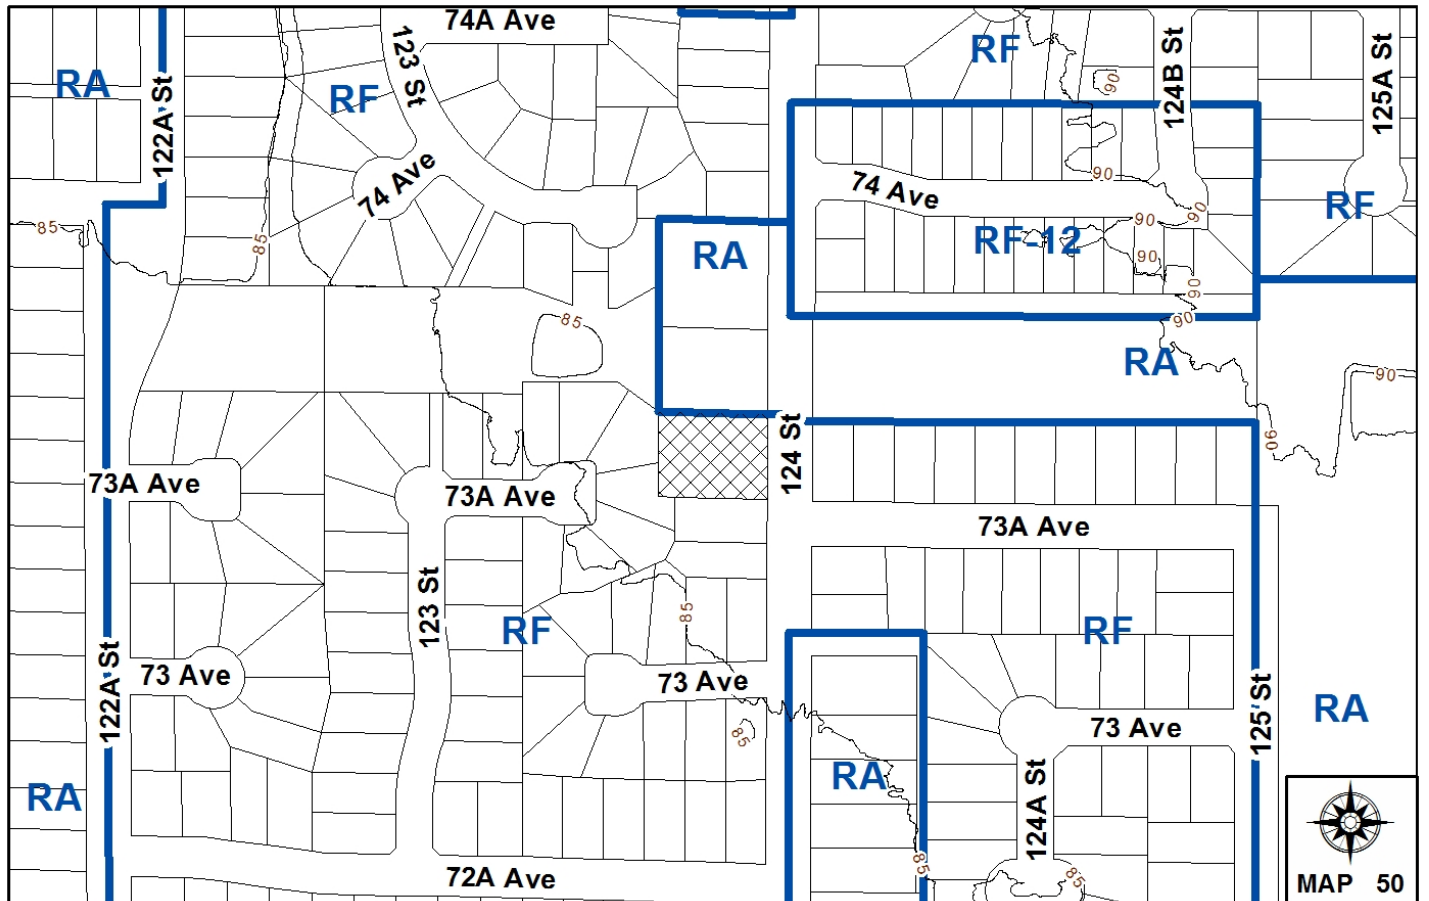 74A Ave
123 St
RF
124B St
125A St
RA
RF
122A St
90
74 Ave
90
74 Ave
90
RF
85
85
RA
90
RF-12
90
90
85
90
RA
90
90
124 St
73A Ave
73A Ave
73A Ave
123 St
85
RF
RF
122A St
73 Ave
73 Ave
125 St
RA
73 Ave
85
RA
RA
124A St
85
85
72A Ave
MAP 50